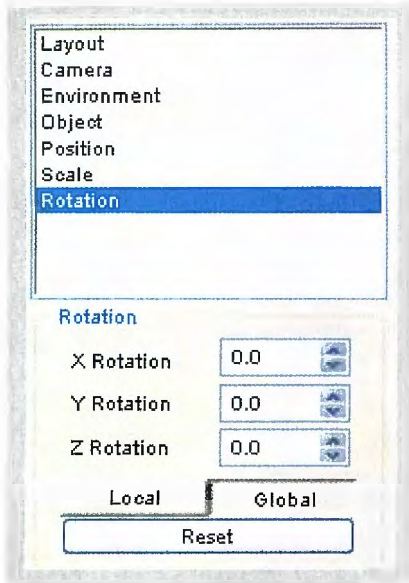 Layout
Camera
Environment
Object
Position
Scale
Rotation
Rotation
X Rotation 0.0
Y Rotation 0.0
Z Rotation 0.0
Local Global
Reset